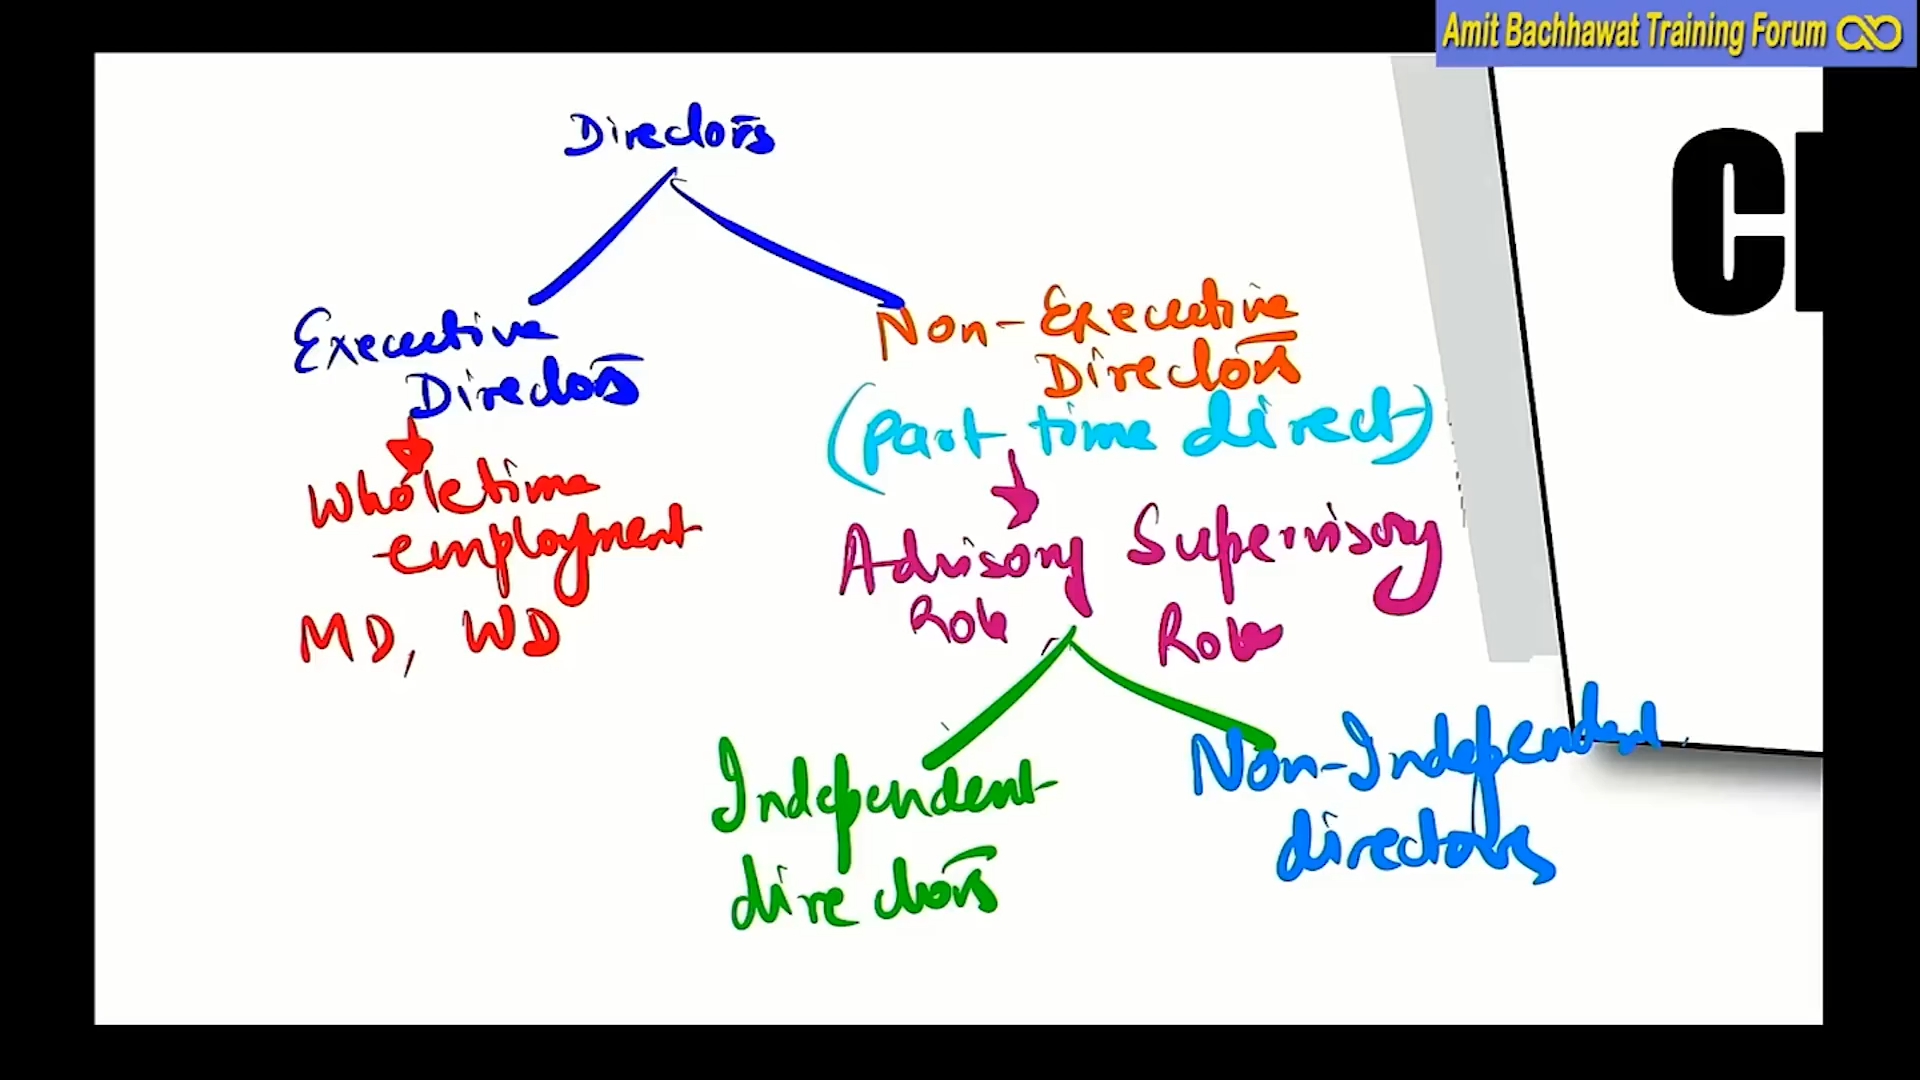 Amit Bachhawat Training Forum
Directors
Executive
Directors
Wholetime
employment
MD, WD
Non-Executive
Directors
(part time direct)
Advisory Supervisory
Role Role
Independent
directors
Non-Independent
directors